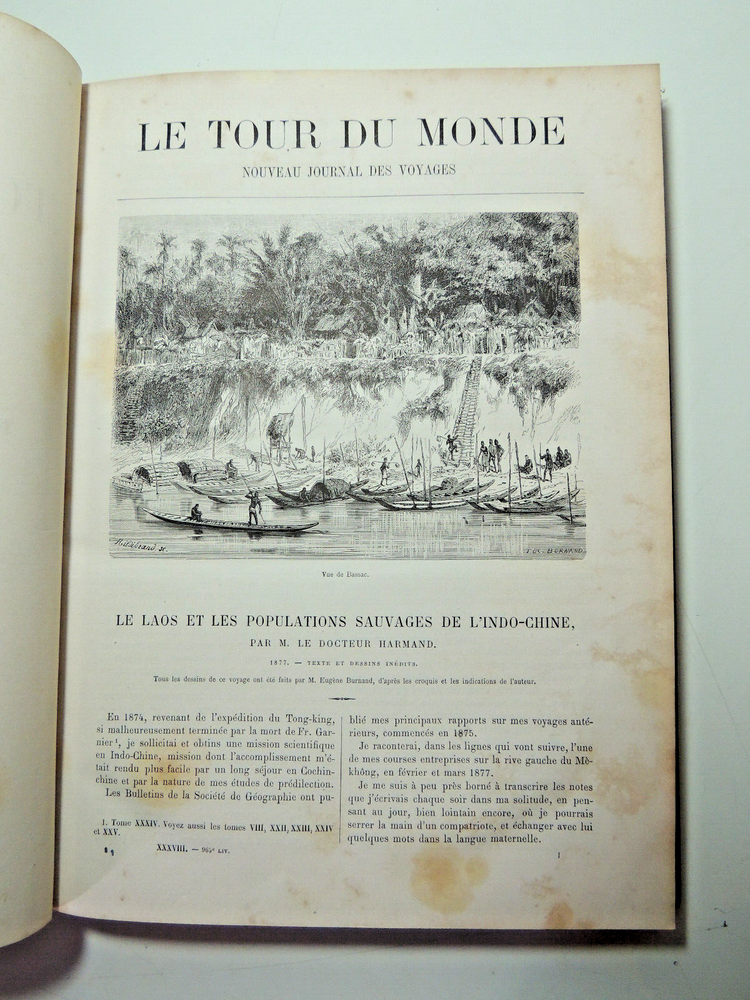 LE TOUR DU MONDE
NOUVEAU JOURNAL DES VOYAGES
Hildibrand. sc.
EUG. BURNAND
Vue de Bassac.
LE LAOS ET LES POPULATIONS SAUVAGES DE L'INDO-CHINE,
PAR M. LE DOCTEUR HARMAND.
1877. — TEXTE ET DESSINS INÉDITS.
Tous les dessins de ce voyage ont été faits par M. Eugène Burnand, d'après les croquis et les indications de l'auteur.
En 1874, revenant de l'expédition du Tong-king,
si malheureusement terminée par la mort de Fr. Gar-
nier¹, je sollicitai et obtins une mission scientifique
en Indo-Chine, mission dont l'accomplissement m'é-
tait rendu plus facile par un long séjour en Cochin-
chine et par la nature de mes études de prédilection.
Les Bulletins de la Société de Géographie ont pu-
1. Tome XXXIV. Voyez aussi les tomes VIII, XXII, XXIII, XXIV
et XXV.
XXXVIII. — 965ᵉ LIV.
blié mes principaux rapports sur mes voyages anté-
rieurs, commencés en 1875.
Je raconterai, dans les lignes qui vont suivre, l'une
de mes courses entreprises sur la rive gauche du Mè-
không, en février et mars 1877.
Je me suis à peu près borné à transcrire les notes
que j'écrivais chaque soir dans ma solitude, en pen-
sant au jour, bien lointain encore, où je pourrais
serrer la main d'un compatriote, et échanger avec lui
quelques mots dans la langue maternelle.
1